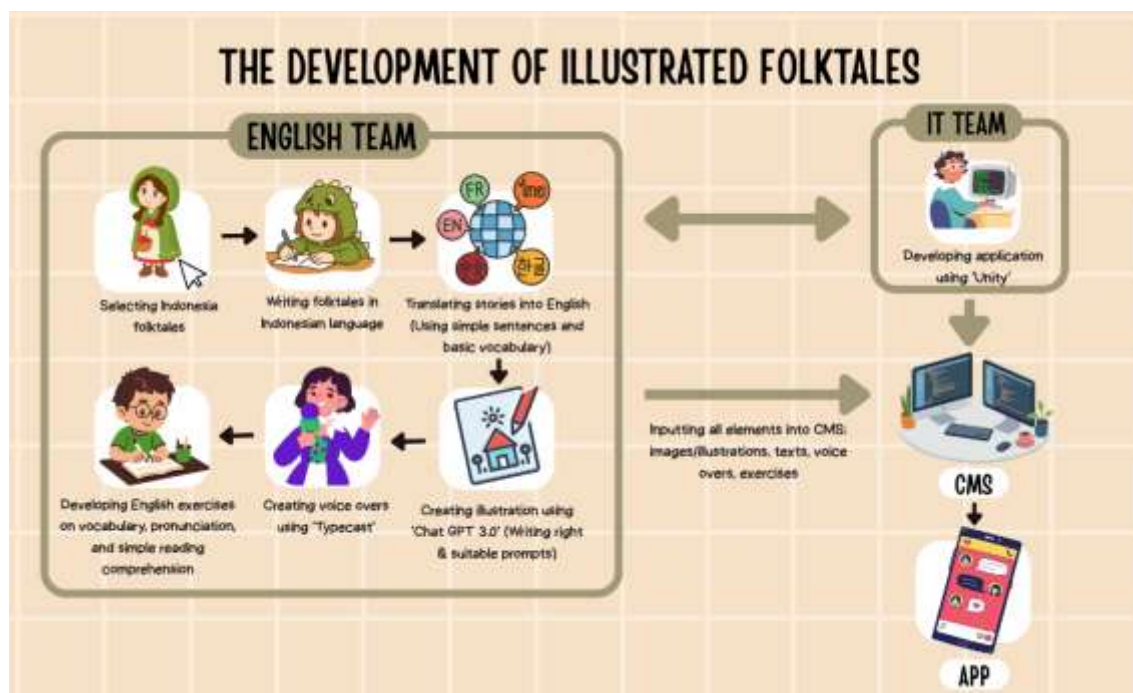 THE DEVELOPMENT OF ILLUSTRATED FOLKTALES
ENGLISH TEAM
Selecting Indonesia
folktales
Writing folktales in
Indonesian language
FR
EN
한글
Translating stories into English
(Using simple sentences and
basic vocabulary)
Creating illustration using
'Chat GPT 3.0' (Writing right
& suitable prompts)
Creating voice overs
using 'Typecast'
Developing English exercises
on vocabulary, pronunciation,
and simple reading
comprehension
IT TEAM
Developing application
using 'Unity'
Inputting all elements into CMS:
images/illustrations, texts, voice
overs, exercises
CMS
APP